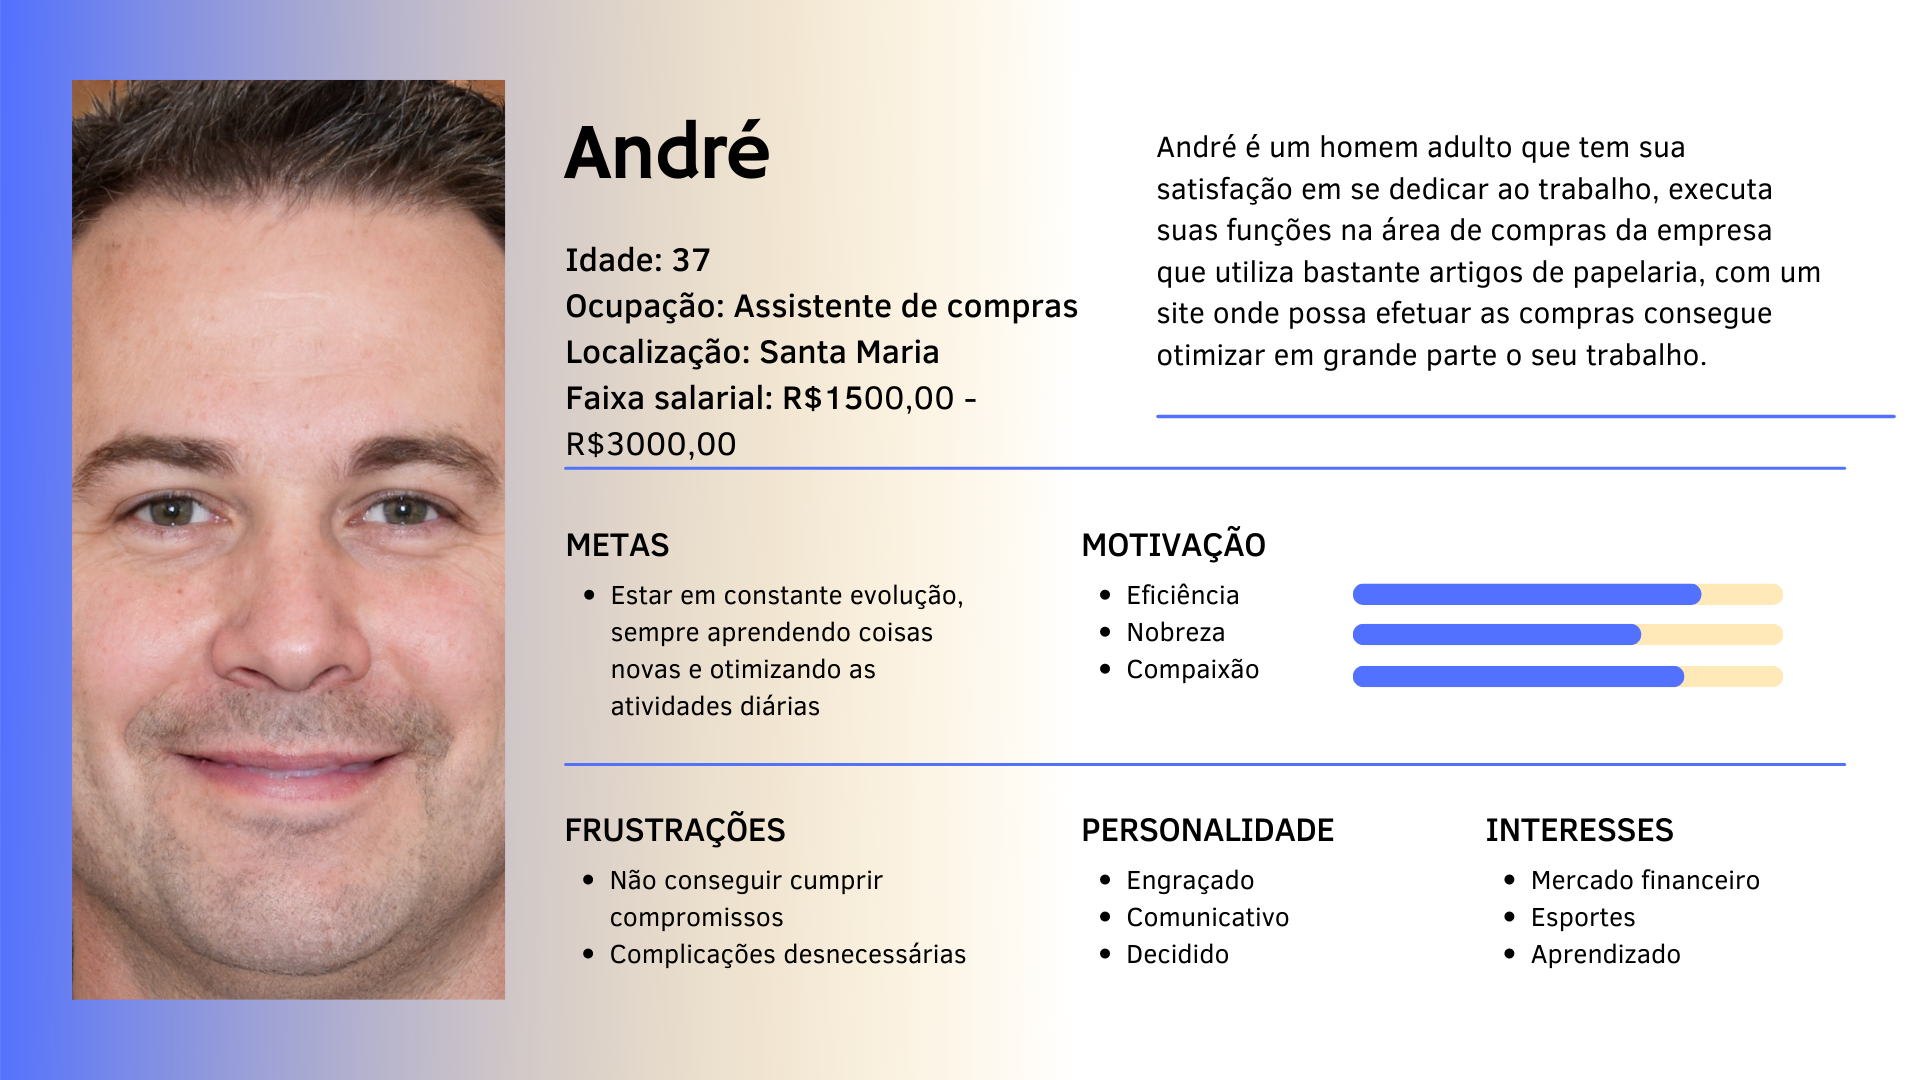 André
Idade: 37
Ocupação: Assistente de compras
Localização: Santa Maria
Faixa salarial: R$1500,00 -
R$3000,00
André é um homem adulto que tem sua
satisfação em se dedicar ao trabalho, executa
suas funções na área de compras da empresa
que utiliza bastante artigos de papelaria, com um
site onde possa efetuar as compras consegue
otimizar em grande parte o seu trabalho.
METAS
• Estar em constante evolução,
sempre aprendendo coisas
novas e otimizando as
atividades diárias
MOTIVAÇÃO
• Eficiência
• Nobreza
• Compaixão
FRUSTRAÇÕES
• Não conseguir cumprir
compromissos
• Complicações desnecessárias
PERSONALIDADE
• Engraçado
• Comunicativo
• Decidido
INTERESSES
• Mercado financeiro
• Esportes
• Aprendizado